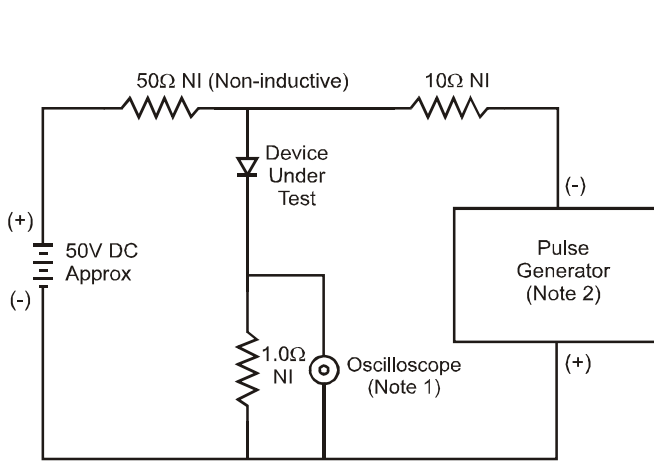 50Ω NI (Non-inductive)
10Ω NI
Device
Under
Test
(-)
(+)
50V DC
Approx
(-)
Pulse
Generator
(Note 2)
1.0Ω
NI
Oscilloscope
(Note 1)
(+)